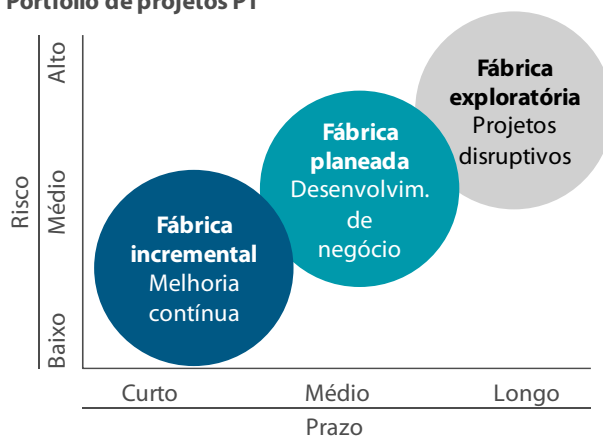 Portfólio de projetos PT
Risco
Alto
Médio
Baixo
Fábrica
exploratória
Projetos
disruptivos
Fábrica
planeada
Desenvolvim.
de
negócio
Fábrica
incremental
Melhoria
contínua
Curto
Médio
Longo
Prazo